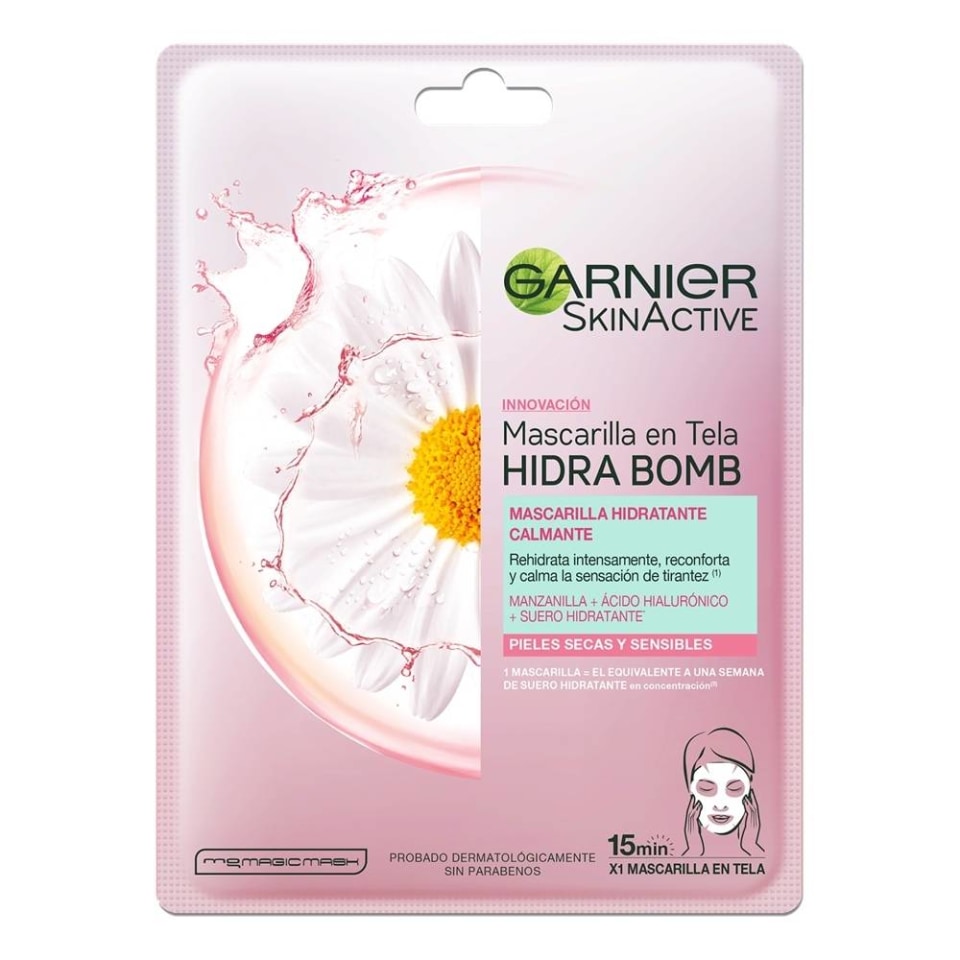 GARNIER
SKINACTIVE
INNOVACIÓN
Mascarilla en Tela
HIDRA BOMB
MASCARILLA HIDRATANTE
CALMANTE
Rehidrata intensamente, reconforta
y calma la sensación de tirantez (1)
MANZANILLA + ÁCIDO HIALURÓNICO
+ SUERO HIDRATANTE*
PIELES SECAS Y SENSIBLES
1 MASCARILLA = EL EQUIVALENTE A UNA SEMANA
DE SUERO HIDRATANTE en concentración
MAGIC MASK
PROBADO DERMATOLÓGICAMENTE
SIN PARABENOS
15min
X1 MASCARILLA EN TELA